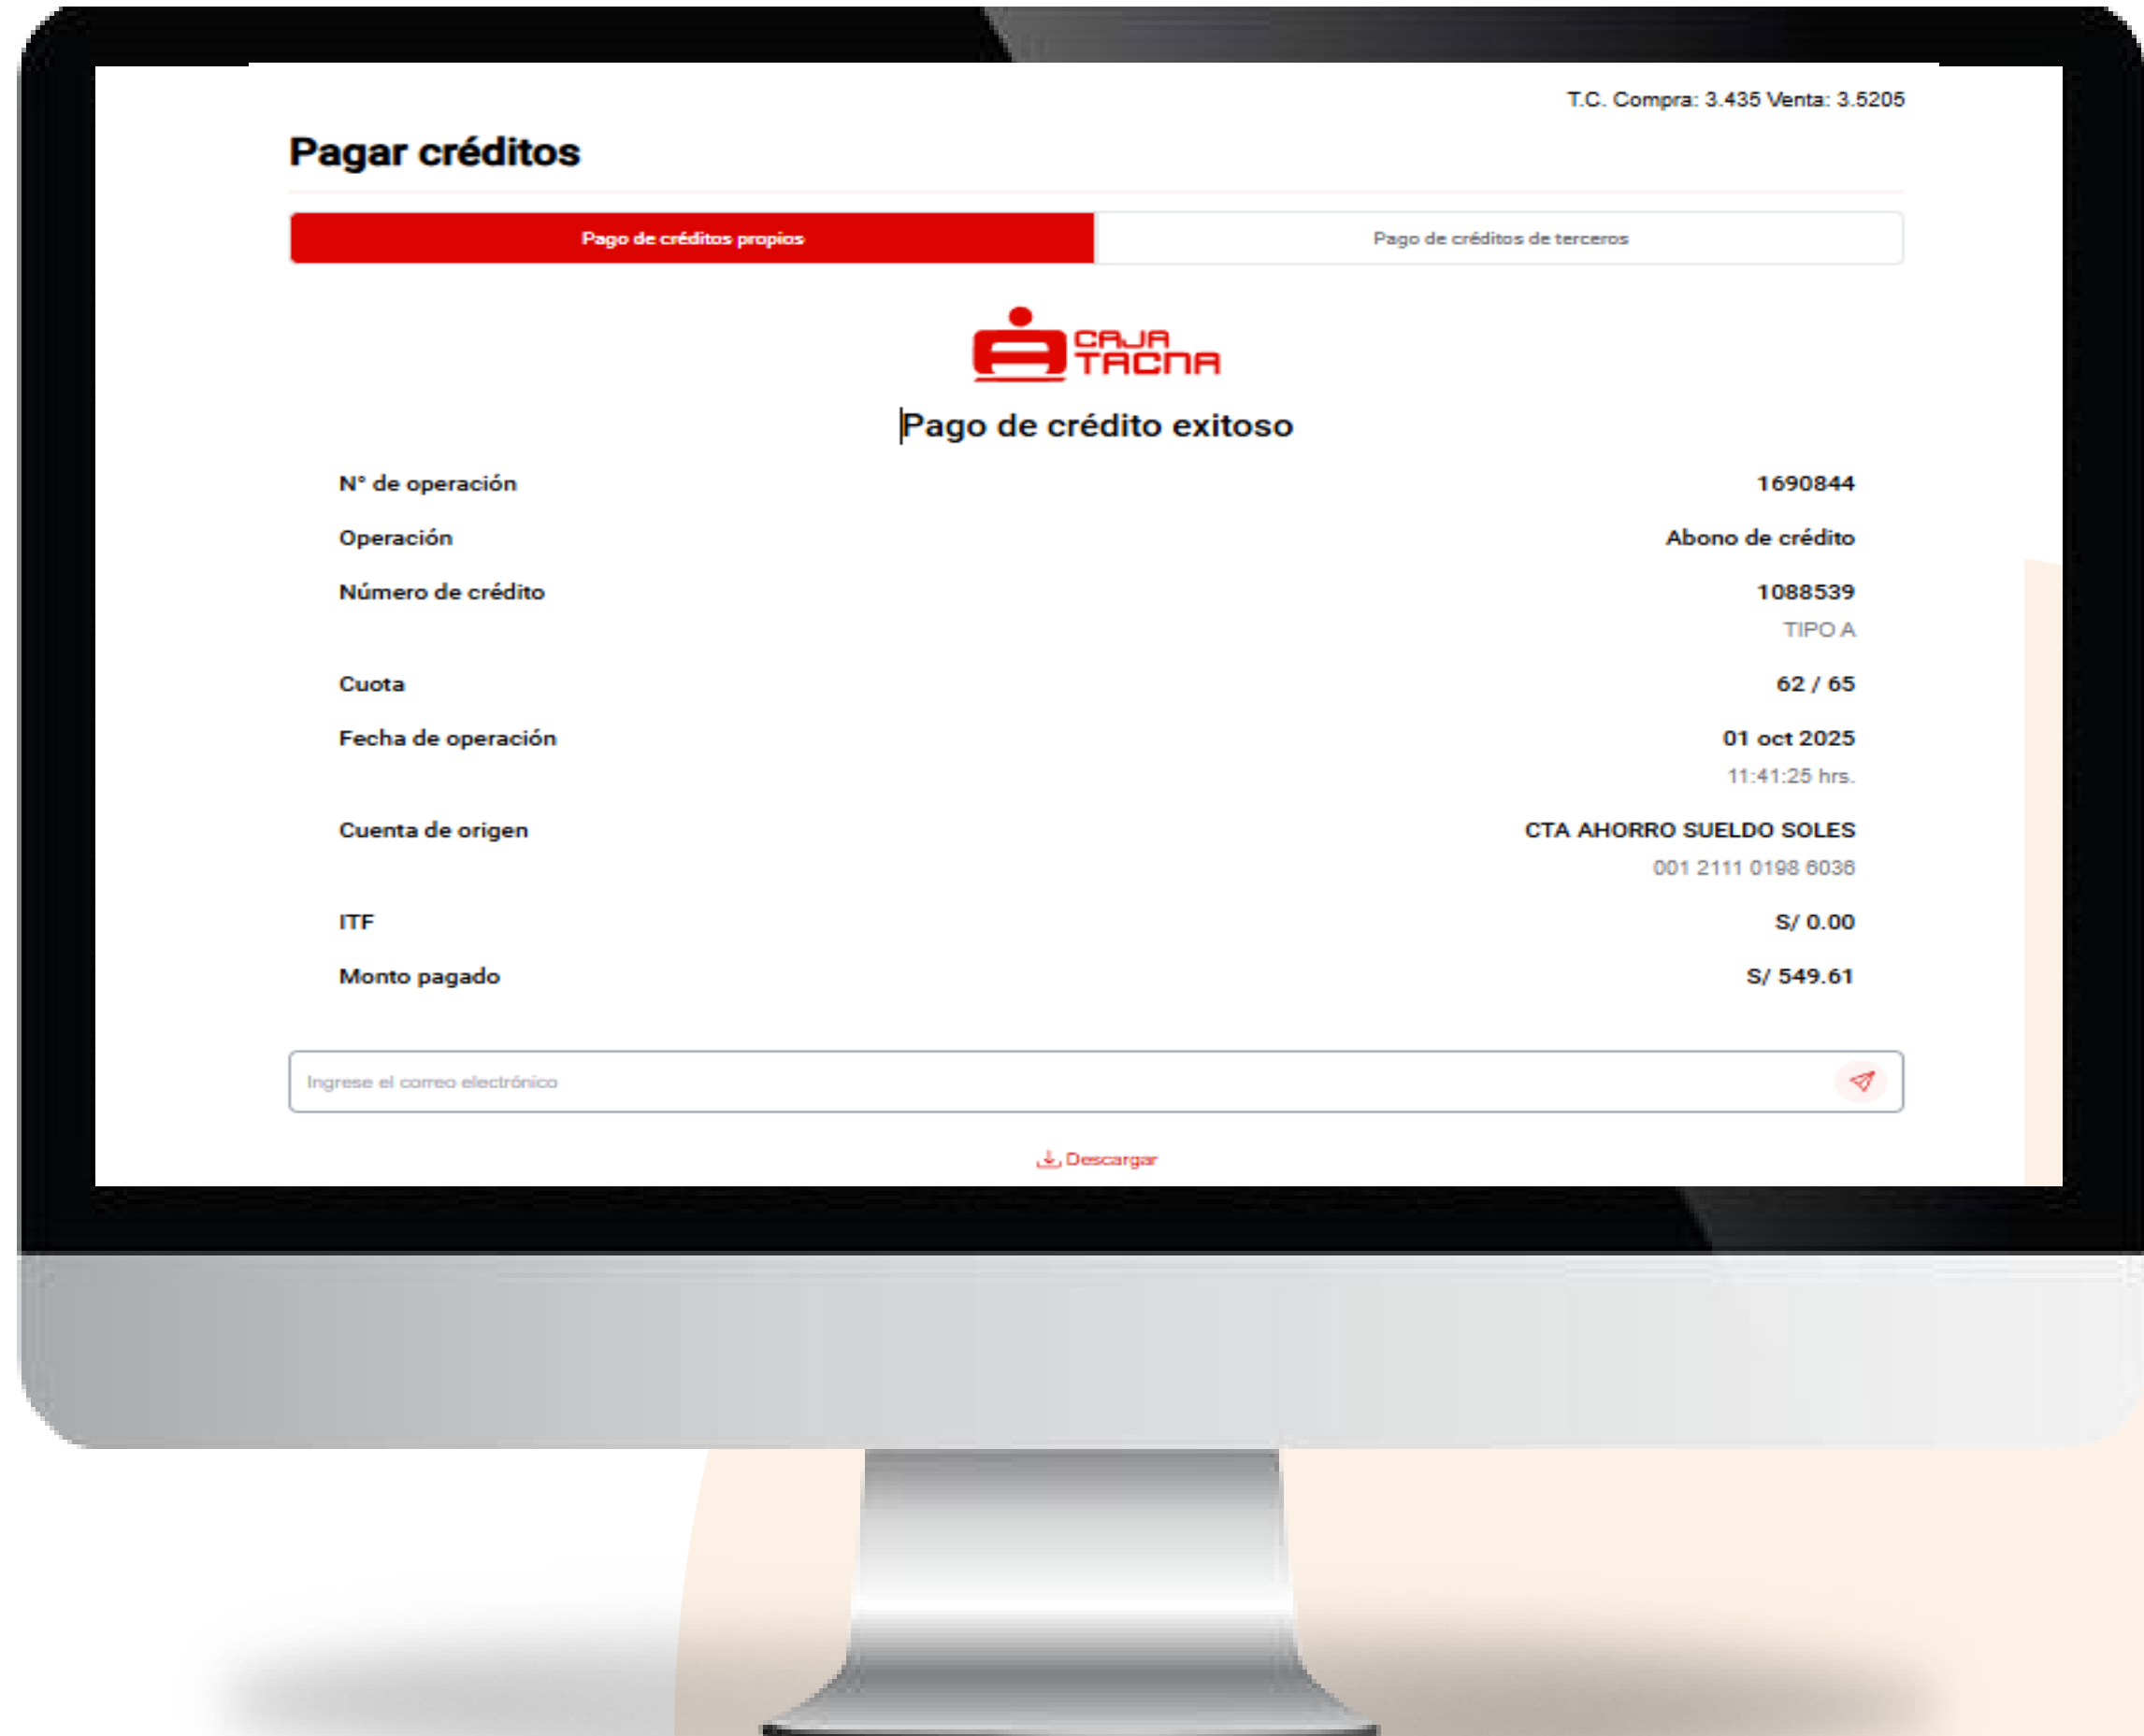 T.C. Compra: 3.435 Venta: 3.5205
Pagar créditos
Pago de créditos propios
Pago de créditos de terceros
CAJA
TACNA
Pago de crédito exitoso
N° de operación 1690844
Operación Abono de crédito
Número de crédito 1088539
TIPO A
Cuota 62 / 65
Fecha de operación 01 oct 2025
11:41:25 hrs.
Cuenta de origen CTA AHORRO SUELDO SOLES
001 2111 0198 6036
ITF S/ 0.00
Monto pagado S/ 549.61
Ingrese el correo electrónico
Descargar